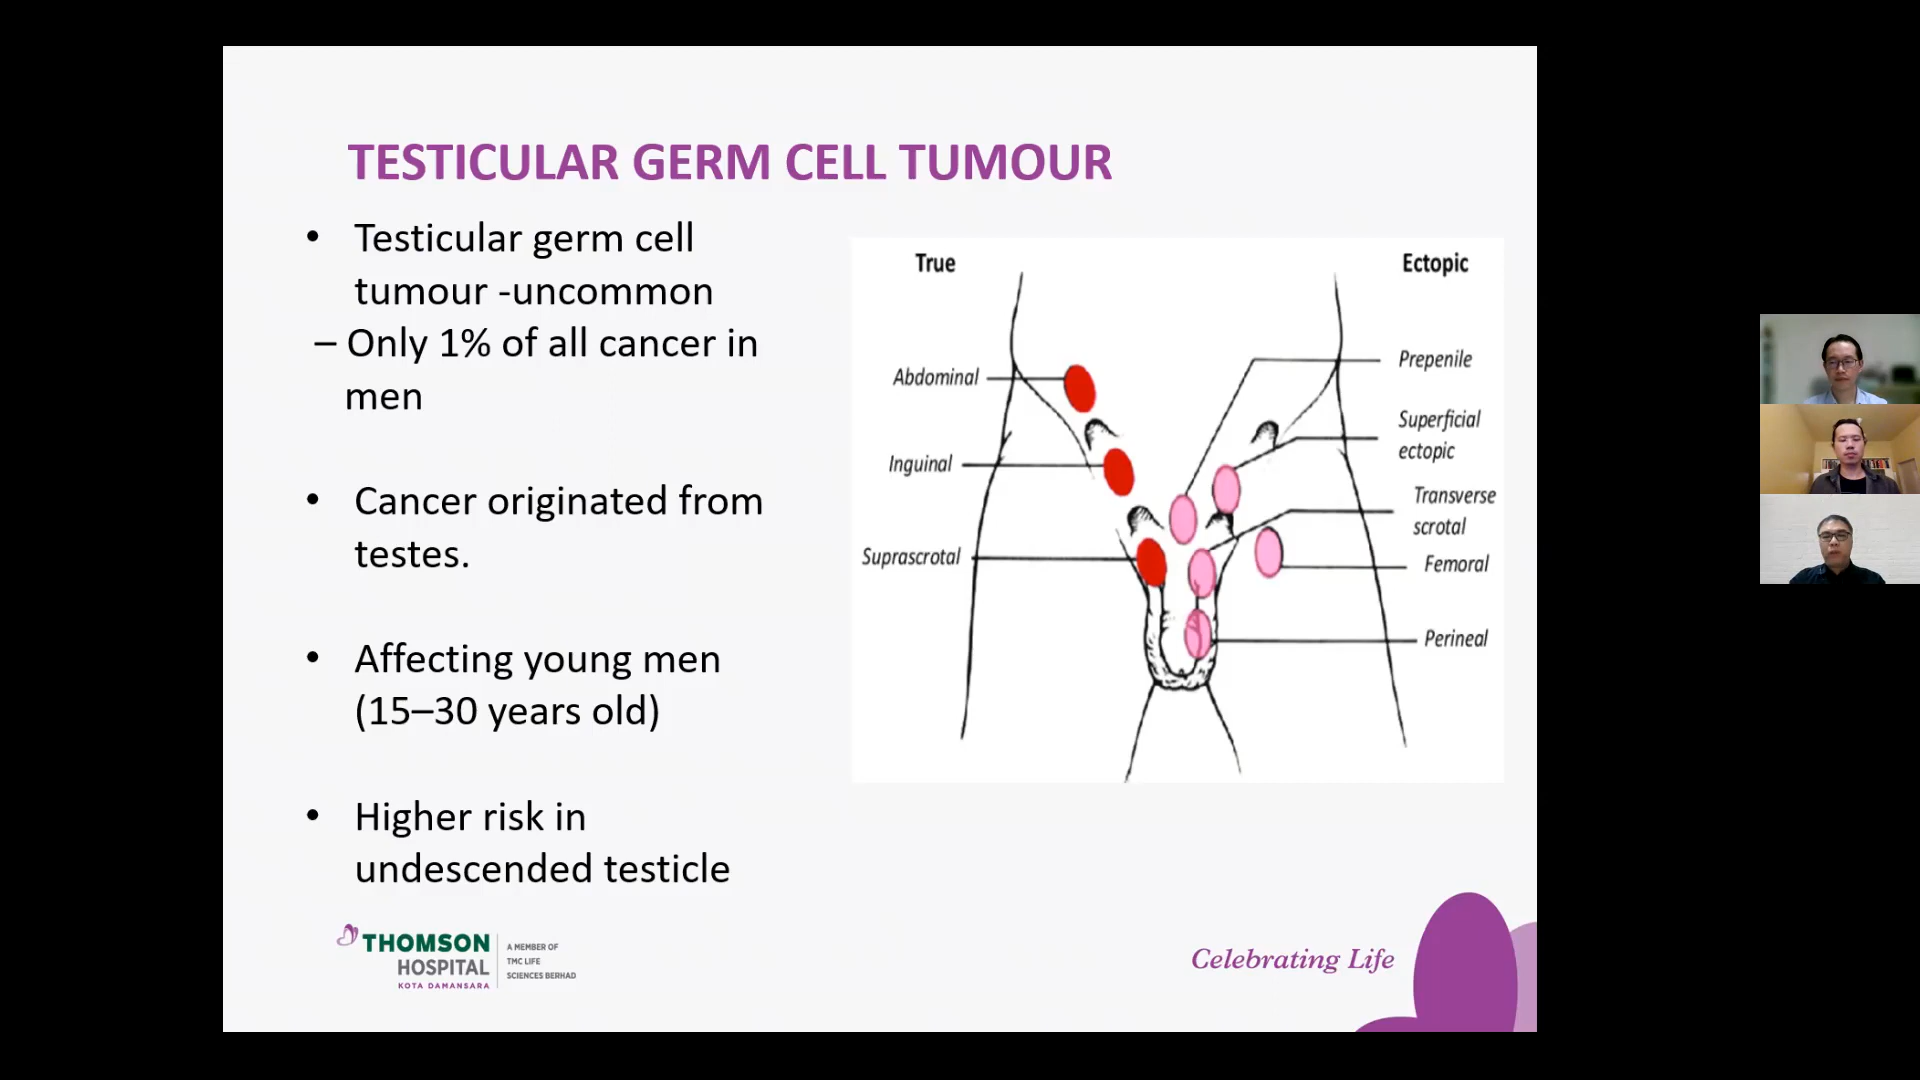 TESTICULAR GERM CELL TUMOUR
• Testicular germ cell
tumour -uncommon
– Only 1% of all cancer in
men
• Cancer originated from
testes.
• Affecting young men
(15–30 years old)
• Higher risk in
undescended testicle
True
Ectopic
Abdominal
Inguinal
Suprascrotal
Prepenile
Superficial
ectopic
Transverse
scrotal
Femoral
Perineal
THOMSON
HOSPITAL
KOTA DAMANSARA
A MEMBER OF
TMC LIFE
SCIENCES BERHAD
Celebrating Life